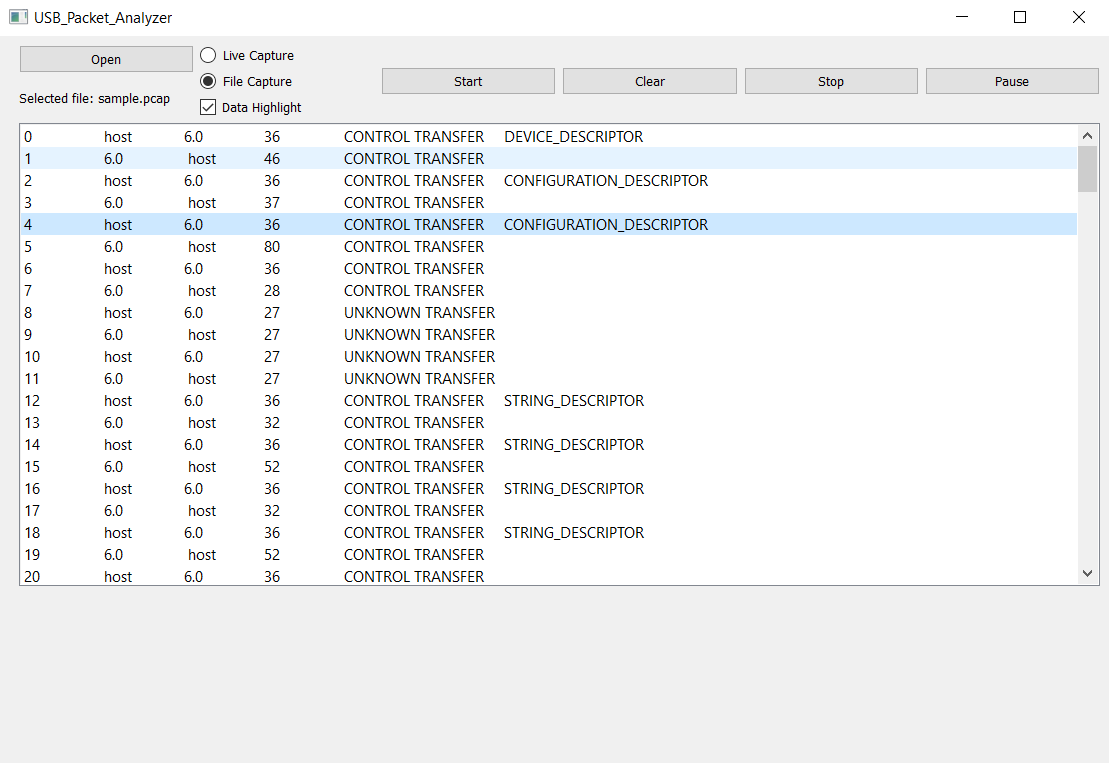 USB_Packet_Analyzer
Open
Live Capture
File Capture
Start
Clear
Stop
Pause
Selected file: sample.pcap
Data Highlight
0 host 6.0 36 CONTROL TRANSFER DEVICE_DESCRIPTOR
1 6.0 host 46 CONTROL TRANSFER
2 host 6.0 36 CONTROL TRANSFER CONFIGURATION_DESCRIPTOR
3 6.0 host 37 CONTROL TRANSFER
4 host 6.0 36 CONTROL TRANSFER CONFIGURATION_DESCRIPTOR
5 6.0 host 80 CONTROL TRANSFER
6 host 6.0 36 CONTROL TRANSFER
7 6.0 host 28 CONTROL TRANSFER
8 host 6.0 27 UNKNOWN TRANSFER
9 6.0 host 27 UNKNOWN TRANSFER
10 host 6.0 27 UNKNOWN TRANSFER
11 6.0 host 27 UNKNOWN TRANSFER
12 host 6.0 36 CONTROL TRANSFER STRING_DESCRIPTOR
13 6.0 host 32 CONTROL TRANSFER
14 host 6.0 36 CONTROL TRANSFER STRING_DESCRIPTOR
15 6.0 host 52 CONTROL TRANSFER
16 host 6.0 36 CONTROL TRANSFER STRING_DESCRIPTOR
17 6.0 host 32 CONTROL TRANSFER
18 host 6.0 36 CONTROL TRANSFER STRING_DESCRIPTOR
19 6.0 host 52 CONTROL TRANSFER
20 host 6.0 36 CONTROL TRANSFER